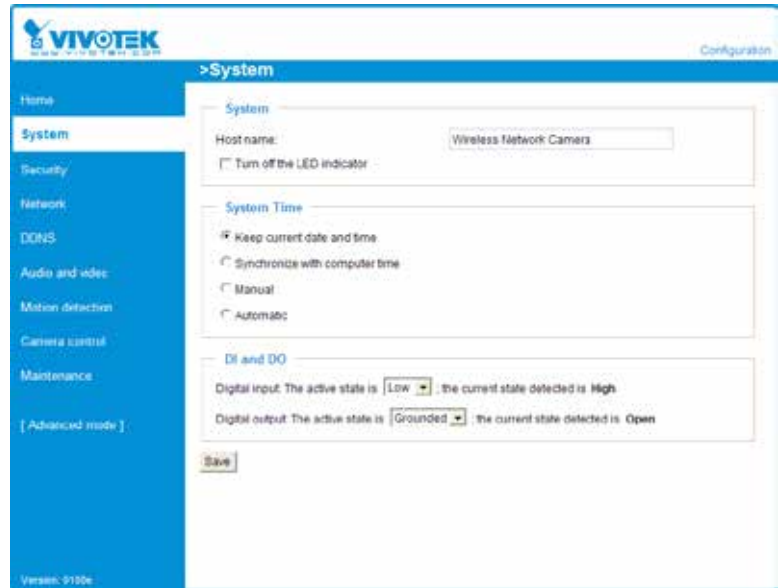 VIVOTEK
WWW.VIVOTEK.COM
Configuration
>System
Home
System
Security
Network
DDNS
Audio and video
Motion detection
Camera control
Maintenance
[ Advanced mode ]
Version: 0100e
System
Host name: Wireless Network Camera
Turn off the LED indicator
System Time
Keep current date and time
Synchronize with computer time
Manual
Automatic
DI and DO
Digital input: The active state is Low ; the current state detected is High
Digital output: The active state is Grounded ; the current state detected is Open
Save